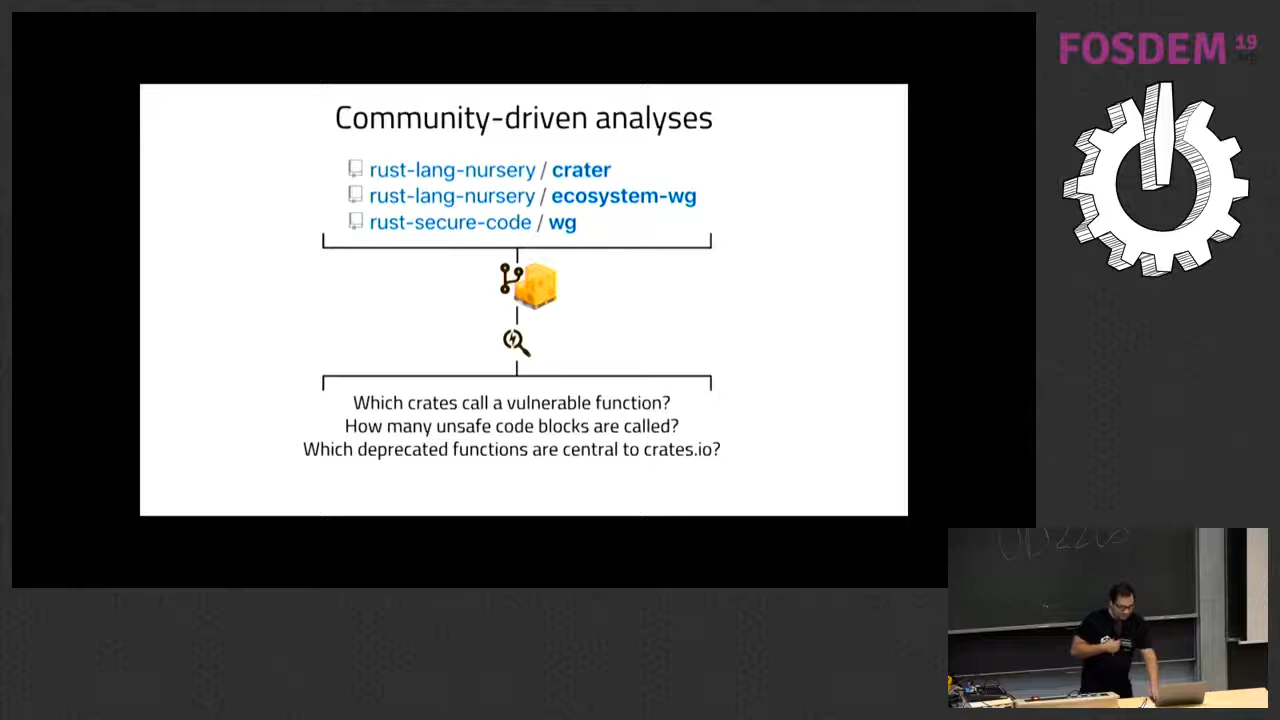 FOSDEM 19
.org
Community-driven analyses
rust-lang-nursery / crater
rust-lang-nursery / ecosystem-wg
rust-secure-code / wg
Which crates call a vulnerable function?
How many unsafe code blocks are called?
Which deprecated functions are central to crates.io?